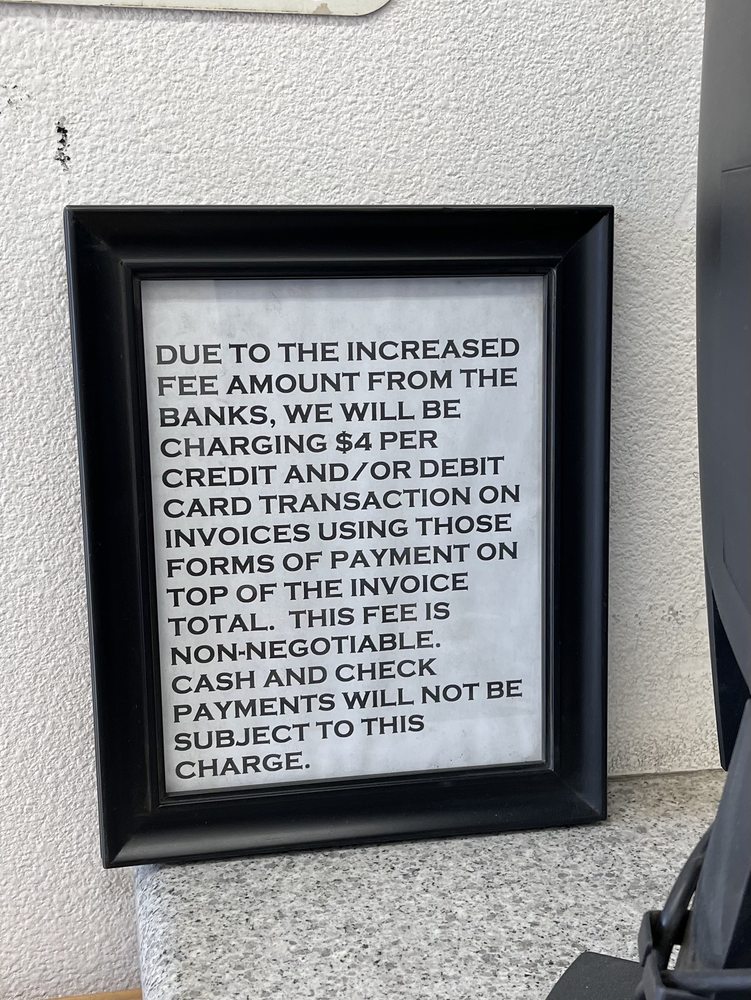 DUE TO THE INCREASED
FEE AMOUNT FROM THE
BANKS, WE WILL BE
CHARGING $4 PER
CREDIT AND/OR DEBIT
CARD TRANSACTION ON
INVOICES USING THOSE
FORMS OF PAYMENT ON
TOP OF THE INVOICE
TOTAL.  THIS FEE IS
NON-NEGOTIABLE.
CASH AND CHECK
PAYMENTS WILL NOT BE
SUBJECT TO THIS
CHARGE.